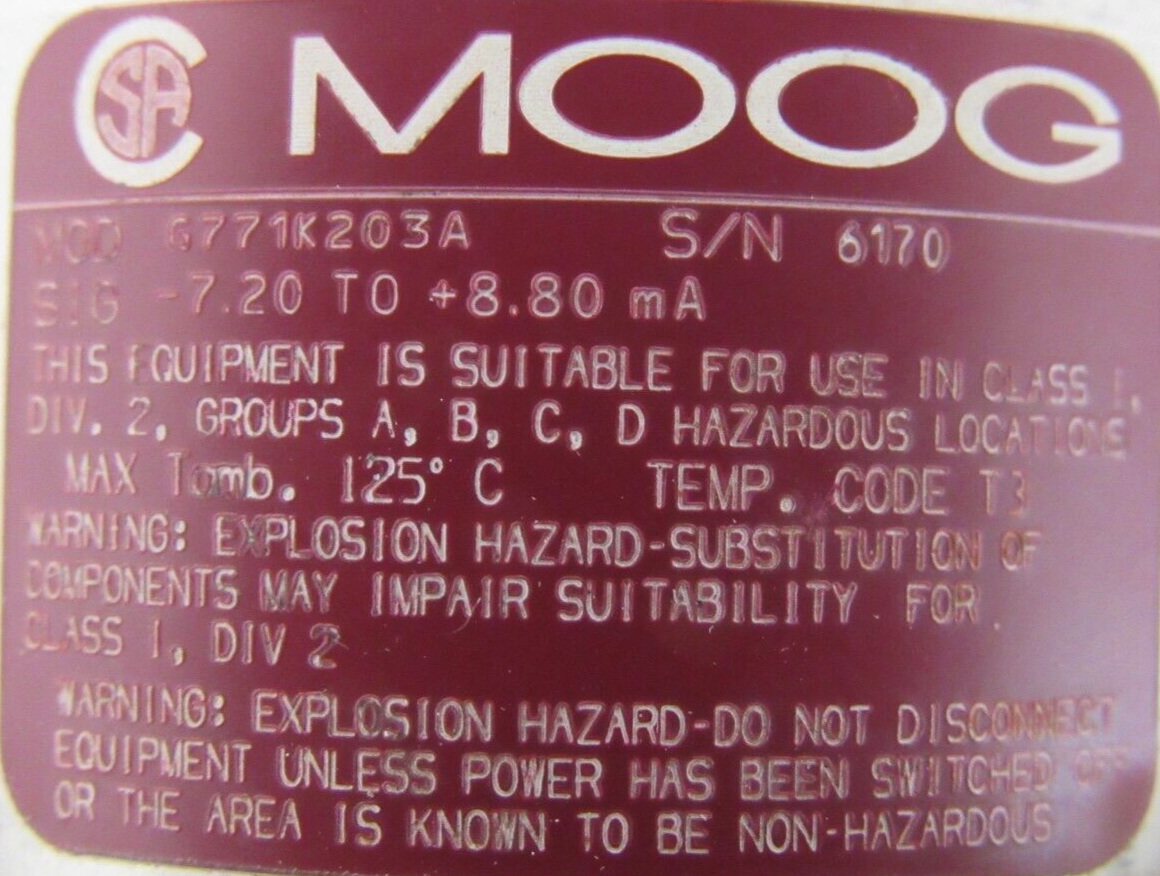 CSA MOOG
MOD G771K203A S/N 6170
SIG -7.20 TO +8.80 mA
THIS EQUIPMENT IS SUITABLE FOR USE IN CLASS I,
DIV. 2, GROUPS A, B, C, D HAZARDOUS LOCATIONS
MAX Tamb. 125° C TEMP. CODE T3
WARNING: EXPLOSION HAZARD-SUBSTITUTION OF
COMPONENTS MAY IMPAIR SUITABILITY FOR
CLASS I, DIV 2
WARNING: EXPLOSION HAZARD-DO NOT DISCONNECT
EQUIPMENT UNLESS POWER HAS BEEN SWITCHED OFF
OR THE AREA IS KNOWN TO BE NON-HAZARDOUS